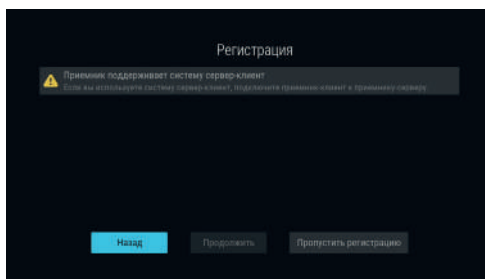 Регистрация
Приемник поддерживает систему сервер-клиент
Если вы используете систему сервер-клиент, подключите приемник-клиент к приемнику-серверу
Назад
Продолжить
Пропустить регистрацию